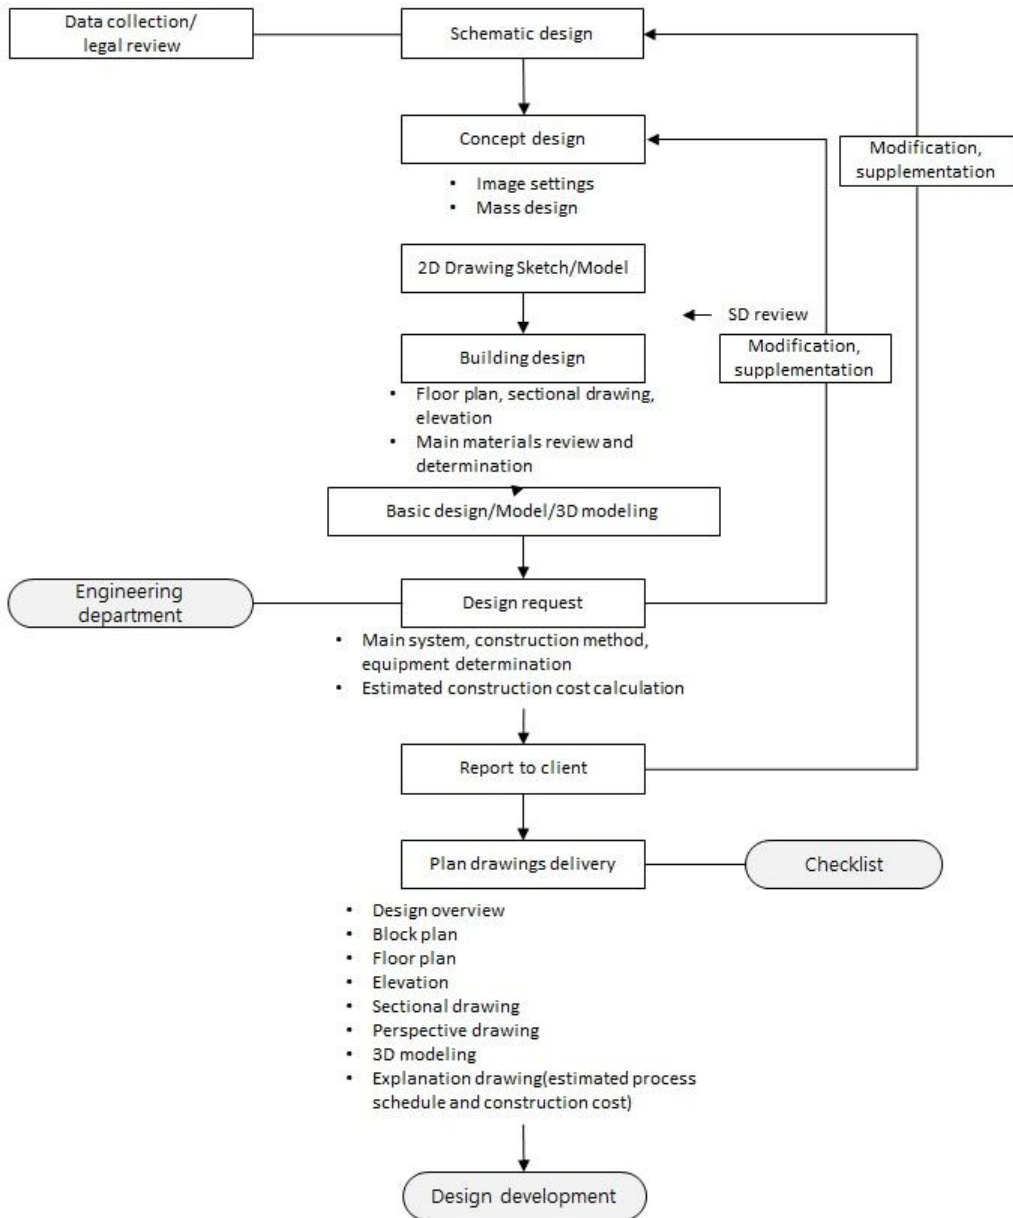 Data collection/
legal review
Schematic design
Concept design
Modification,
supplementation
• Image settings
• Mass design
2D Drawing Sketch/Model
SD review
Modification,
supplementation
Building design
• Floor plan, sectional drawing,
elevation
• Main materials review and
determination
Basic design/Model/3D modeling
Engineering
department
Design request
• Main system, construction method,
equipment determination
• Estimated construction cost calculation
Report to client
Plan drawings delivery
Checklist
• Design overview
• Block plan
• Floor plan
• Elevation
• Sectional drawing
• Perspective drawing
• 3D modeling
• Explanation drawing(estimated process
schedule and construction cost)
Design development